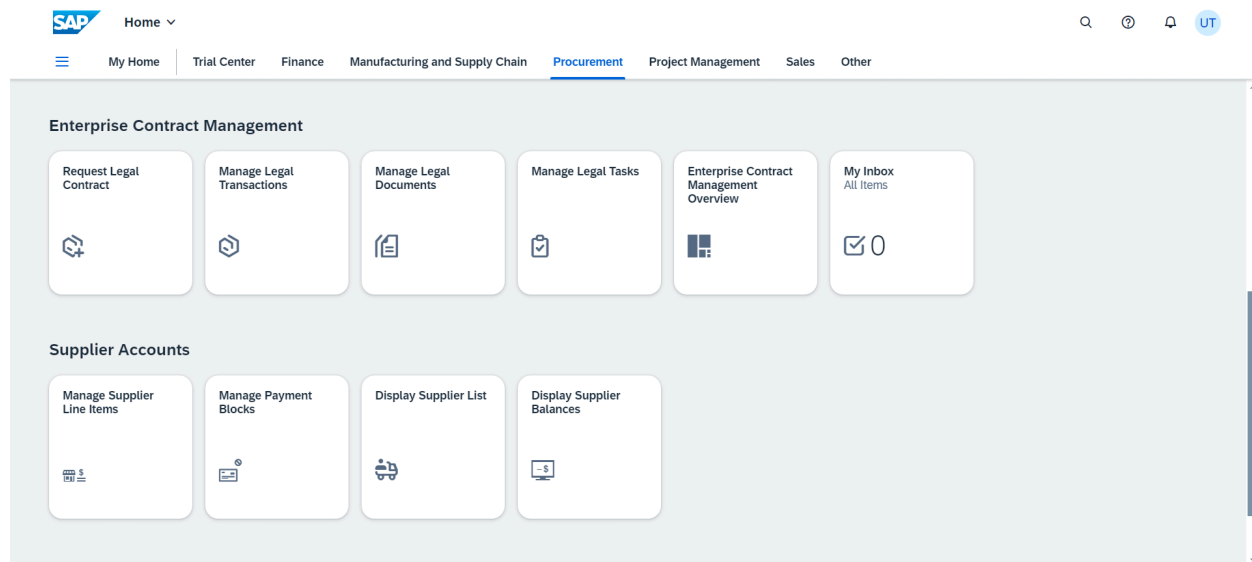 SAP Home UT
My Home Trial Center Finance Manufacturing and Supply Chain Procurement Project Management Sales Other
Enterprise Contract Management
Request Legal
Contract
Manage Legal
Transactions
Manage Legal
Documents
Manage Legal Tasks
Enterprise Contract
Management
Overview
My Inbox
All Items
0
Supplier Accounts
Manage Supplier
Line Items
$
Manage Payment
Blocks
Display Supplier List
Display Supplier
Balances
-$